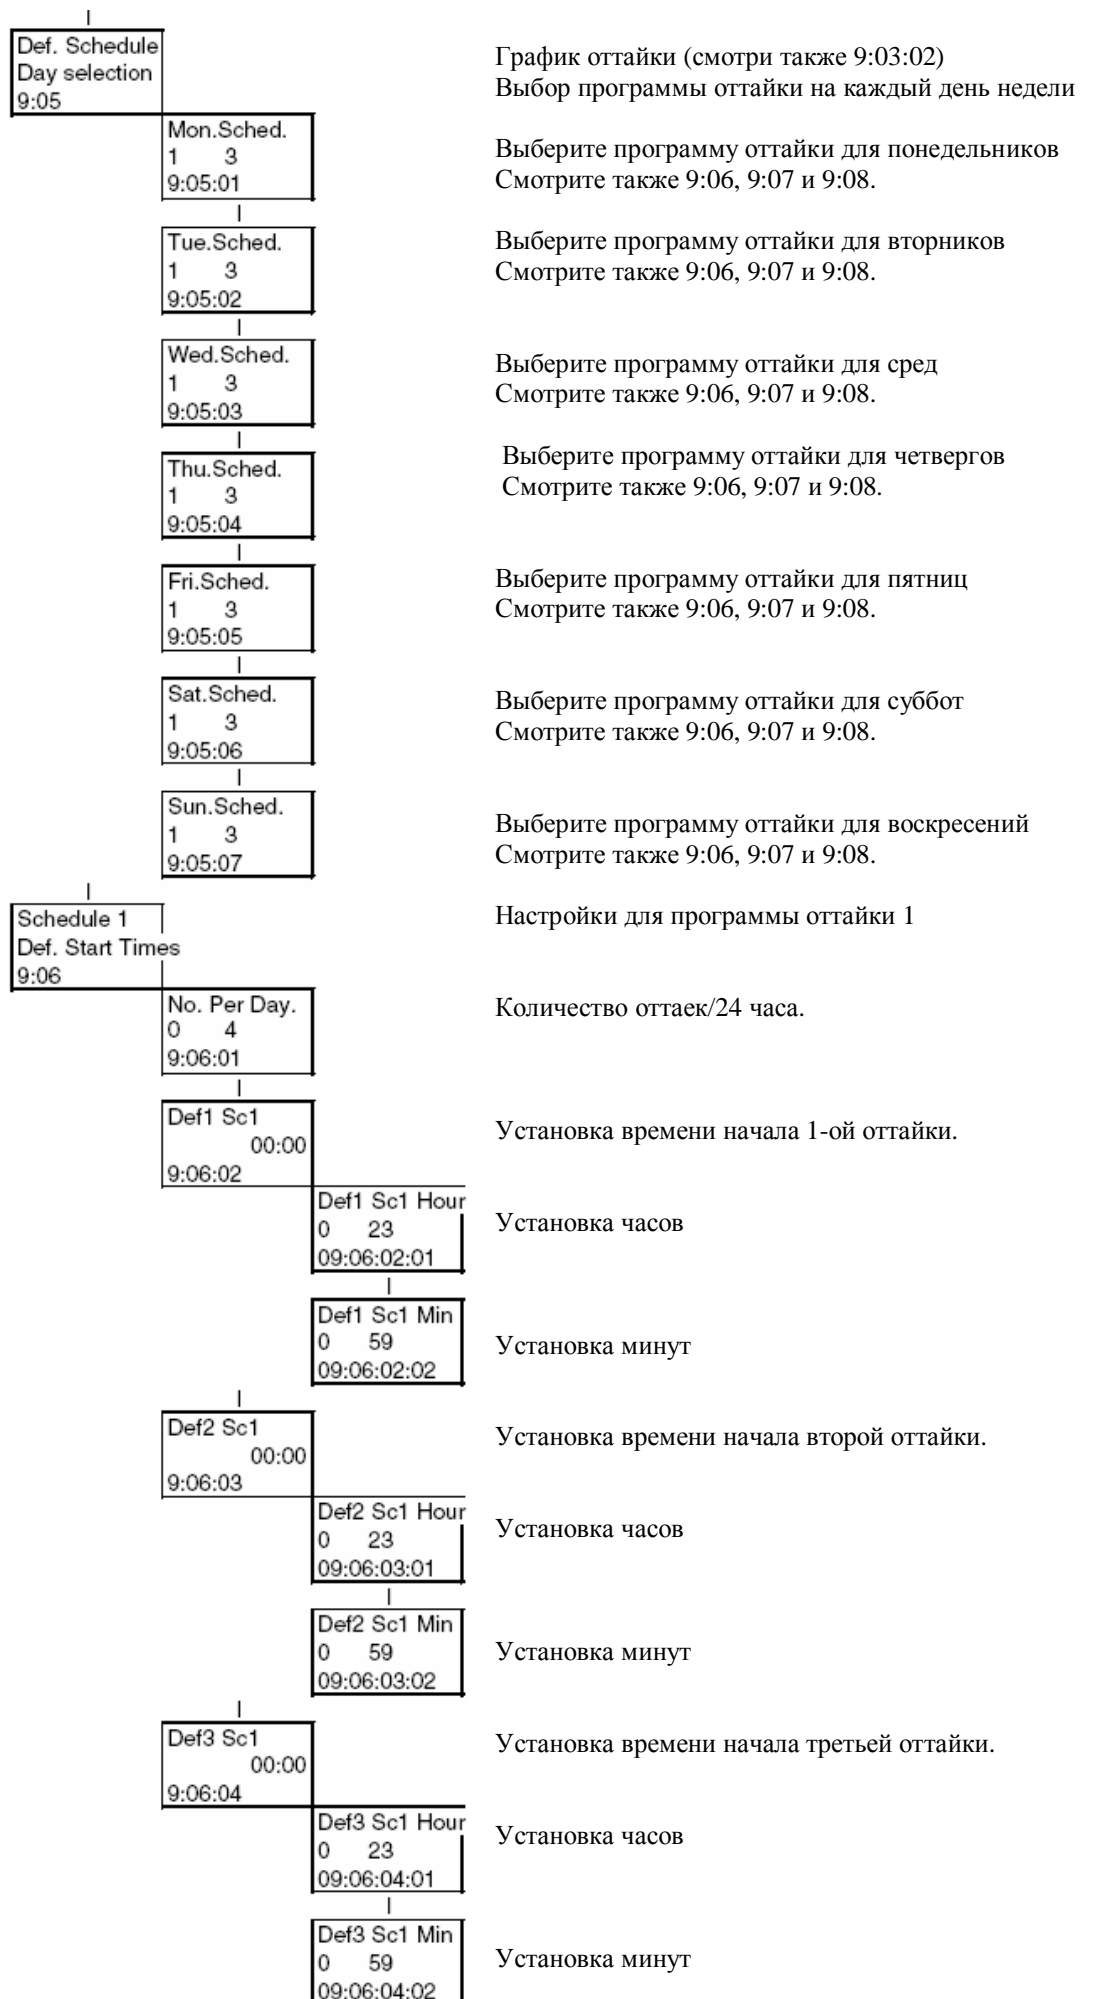 Def. Schedule
Day selection
9:05
График оттайки (смотри также 9:03:02)
Выбор программы оттайки на каждый день недели
Mon.Sched.
1 3
9:05:01
Выберите программу оттайки для понедельников
Смотрите также 9:06, 9:07 и 9:08.
Tue.Sched.
1 3
9:05:02
Выберите программу оттайки для вторников
Смотрите также 9:06, 9:07 и 9:08.
Wed.Sched.
1 3
9:05:03
Выберите программу оттайки для сред
Смотрите также 9:06, 9:07 и 9:08.
Thu.Sched.
1 3
9:05:04
Выберите программу оттайки для четвергов
Смотрите также 9:06, 9:07 и 9:08.
Fri.Sched.
1 3
9:05:05
Выберите программу оттайки для пятниц
Смотрите также 9:06, 9:07 и 9:08.
Sat.Sched.
1 3
9:05:06
Выберите программу оттайки для суббот
Смотрите также 9:06, 9:07 и 9:08.
Sun.Sched.
1 3
9:05:07
Выберите программу оттайки для воскресений
Смотрите также 9:06, 9:07 и 9:08.
Schedule 1
Def. Start Times
9:06
Настройки для программы оттайки 1
No. Per Day.
0 4
9:06:01
Количество оттаек/24 часа.
Def1 Sc1
00:00
9:06:02
Установка времени начала 1-ой оттайки.
Def1 Sc1 Hour
0 23
09:06:02:01
Установка часов
Def1 Sc1 Min
0 59
09:06:02:02
Установка минут
Def2 Sc1
00:00
9:06:03
Установка времени начала второй оттайки.
Def2 Sc1 Hour
0 23
09:06:03:01
Установка часов
Def2 Sc1 Min
0 59
09:06:03:02
Установка минут
Def3 Sc1
00:00
9:06:04
Установка времени начала третьей оттайки.
Def3 Sc1 Hour
0 23
09:06:04:01
Установка часов
Def3 Sc1 Min
0 59
09:06:04:02
Установка минут